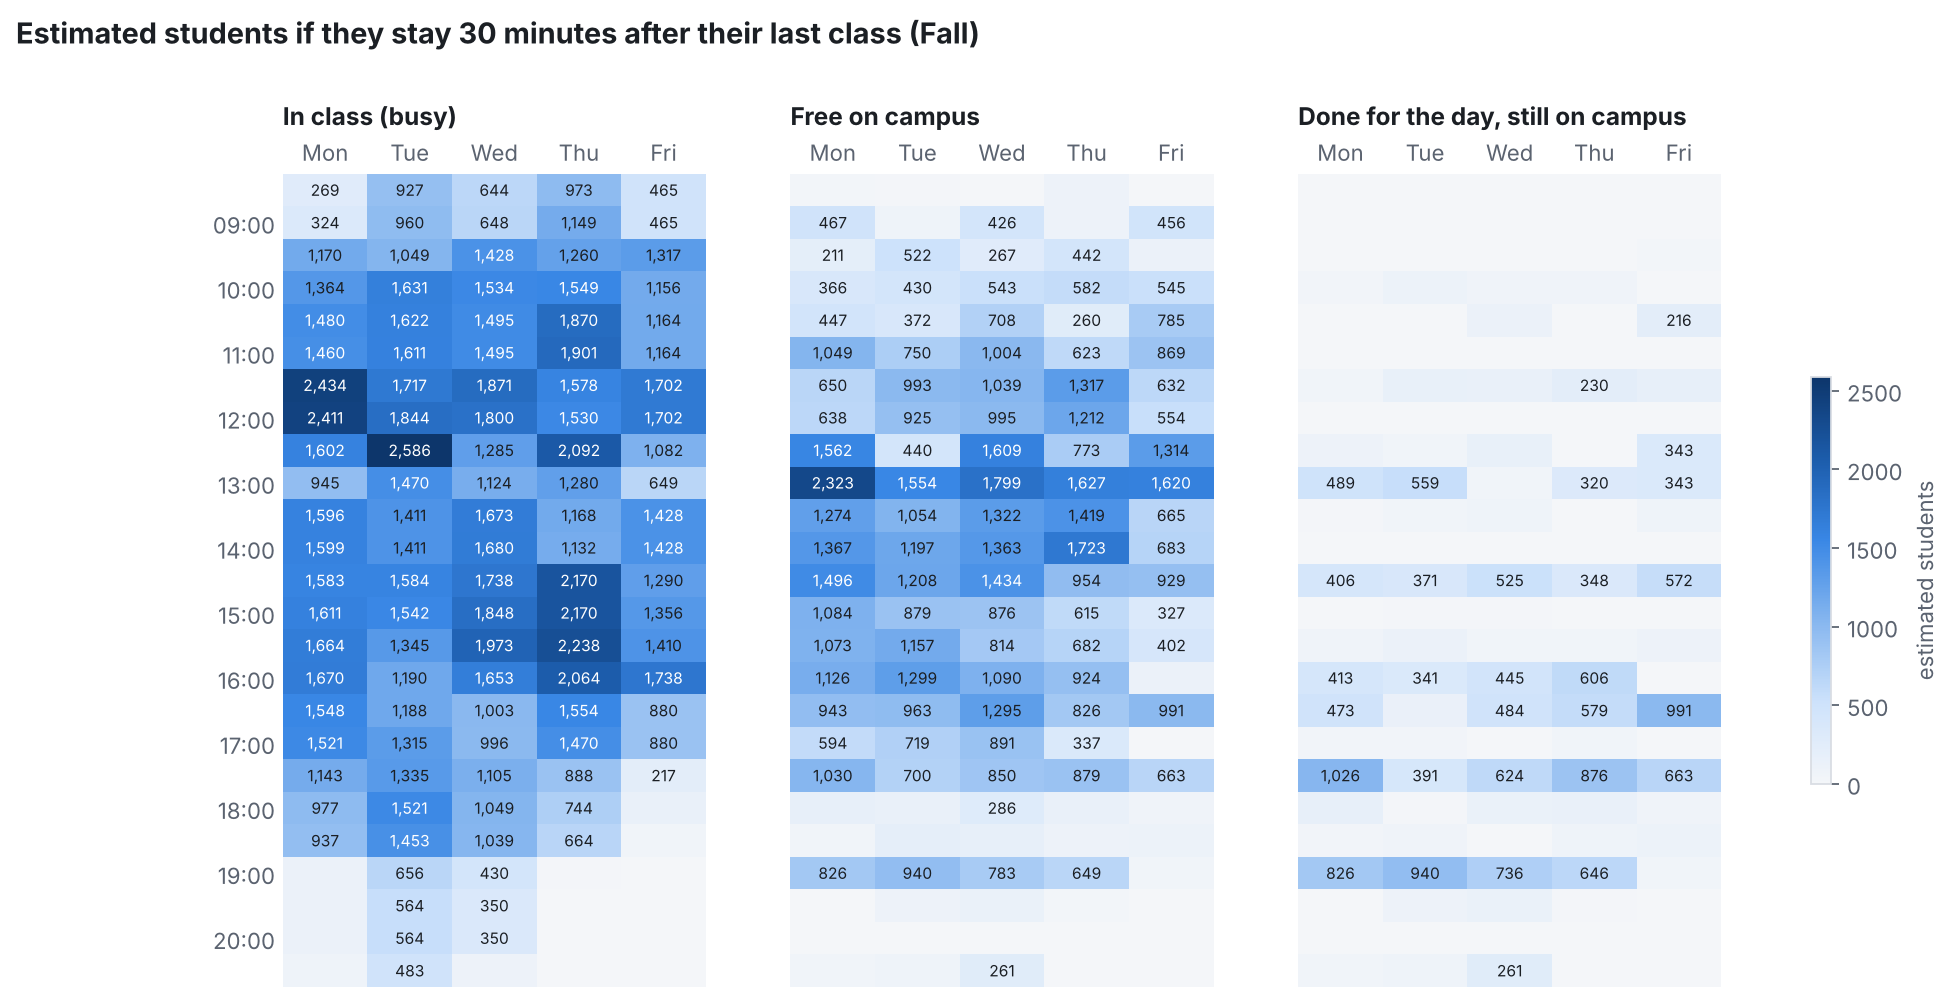 Estimated students if they stay 30 minutes after their last class (Fall)
In class (busy) Free on campus Done for the day, still on campus
Mon Tue Wed Thu Fri Mon Tue Wed Thu Fri Mon Tue Wed Thu Fri
269 927 644 973 465
09:00 324 960 648 1,149 465 467 426 456
1,170 1,049 1,428 1,260 1,317 211 522 267 442
10:00 1,364 1,631 1,534 1,549 1,156 366 430 543 582 545
1,480 1,622 1,495 1,870 1,164 447 372 708 260 785 216
11:00 1,460 1,611 1,495 1,901 1,164 1,049 750 1,004 623 869
2,434 1,717 1,871 1,578 1,702 650 993 1,039 1,317 632 230
12:00 2,411 1,844 1,800 1,530 1,702 638 925 995 1,212 554
1,602 2,586 1,285 2,092 1,082 1,562 440 1,609 773 1,314 343
13:00 945 1,470 1,124 1,280 649 2,323 1,554 1,799 1,627 1,620 489 559 320 343
1,596 1,411 1,673 1,168 1,428 1,274 1,054 1,322 1,419 665
14:00 1,599 1,411 1,680 1,132 1,428 1,367 1,197 1,363 1,723 683
1,583 1,584 1,738 2,170 1,290 1,496 1,208 1,434 954 929 406 371 525 348 572
15:00 1,611 1,542 1,848 2,170 1,356 1,084 879 876 615 327
1,664 1,345 1,973 2,238 1,410 1,073 1,157 814 682 402
16:00 1,670 1,190 1,653 2,064 1,738 1,126 1,299 1,090 924 413 341 445 606
1,548 1,188 1,003 1,554 880 943 963 1,295 826 991 473 484 579 991
17:00 1,521 1,315 996 1,470 880 594 719 891 337
1,143 1,335 1,105 888 217 1,030 700 850 879 663 1,026 391 624 876 663
18:00 977 1,521 1,049 744 286
937 1,453 1,039 664
19:00 656 430 826 940 783 649 826 940 736 646
564 350
20:00 564 350
483 261 261
2500
2000
1500
1000
500
0
estimated students